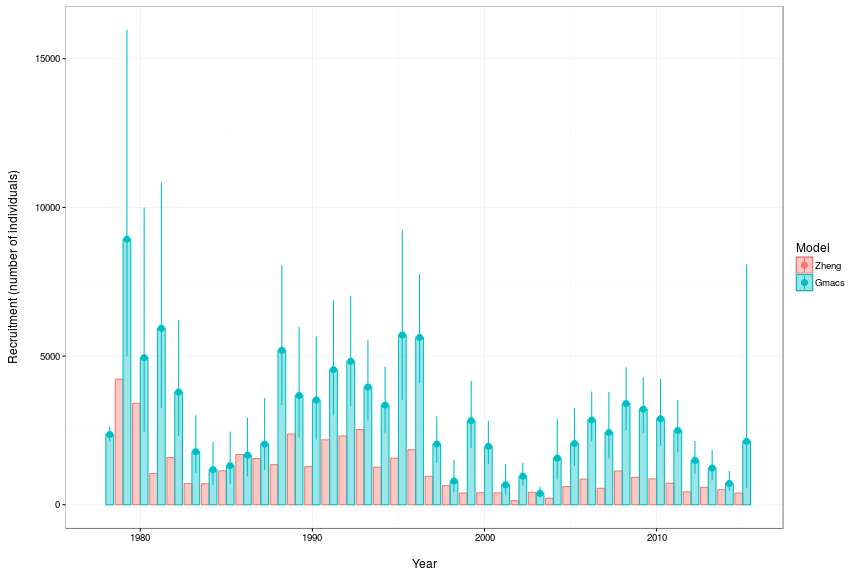 Recruitment (number of individuals)
15000
10000
5000
0
1980
1990
2000
2010
Year
Model
Zheng
Gmacs